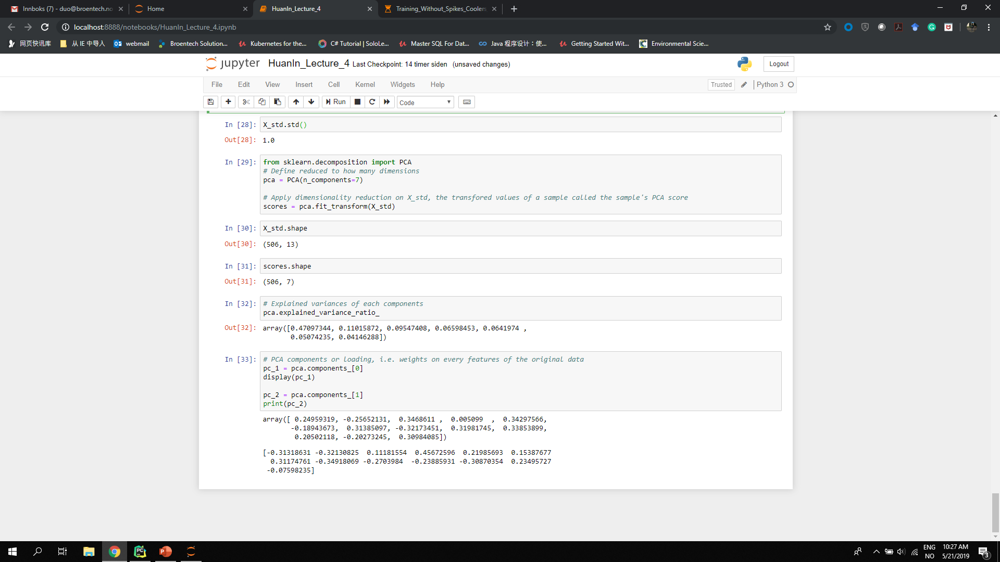 Innboks (7) - duo@broentech.no
Home
HuanIn_Lecture_4
Training_Without_Spikes_Coolers
localhost:8888/notebooks/HuanIn_Lecture_4.ipynb
网页快讯库
从 IE 中导入
webmail
Broentech Solution...
Kubernetes for the...
C# Tutorial | SoloLe...
Master SQL For Dat...
Java 程序设计：使...
Getting Started Wit...
Environmental Scie...
jupyter HuanIn_Lecture_4 Last Checkpoint: 14 timer siden (unsaved changes)
Logout
File Edit View Insert Cell Kernel Widgets Help
Trusted
Python 3
Run
Code
In [28]: X_std.std()
Out[28]: 1.0
In [29]: from sklearn.decomposition import PCA
# Define reduced to how many dimensions
pca = PCA(n_components=7)
# Apply dimensionality reduction on X_std, the transfored values of a sample called the sample's PCA score
scores = pca.fit_transform(X_std)
In [30]: X_std.shape
Out[30]: (506, 13)
In [31]: scores.shape
Out[31]: (506, 7)
In [32]: # Explained variances of each components
pca.explained_variance_ratio_
Out[32]: array([0.47097344, 0.11015872, 0.09547408, 0.06598453, 0.0641974 ,
0.05074235, 0.04146288])
In [33]: # PCA components or loading, i.e. weights on every features of the original data
pc_1 = pca.components_[0]
display(pc_1)
pc_2 = pca.components_[1]
print(pc_2)
array([ 0.24959319, -0.25652131,  0.3468611 ,  0.005099  ,  0.34297566,
-0.18943673,  0.31385097, -0.32173451,  0.31981745,  0.33853899,
0.20502118, -0.20273245,  0.30984085])
[-0.31318631 -0.32130825  0.11181554  0.45672596  0.21985693  0.15387677
0.31174761 -0.34918069 -0.2703984  -0.23885931 -0.30870354  0.23495727
-0.07598235]
ENG
NO
10:27 AM
5/21/2019
3